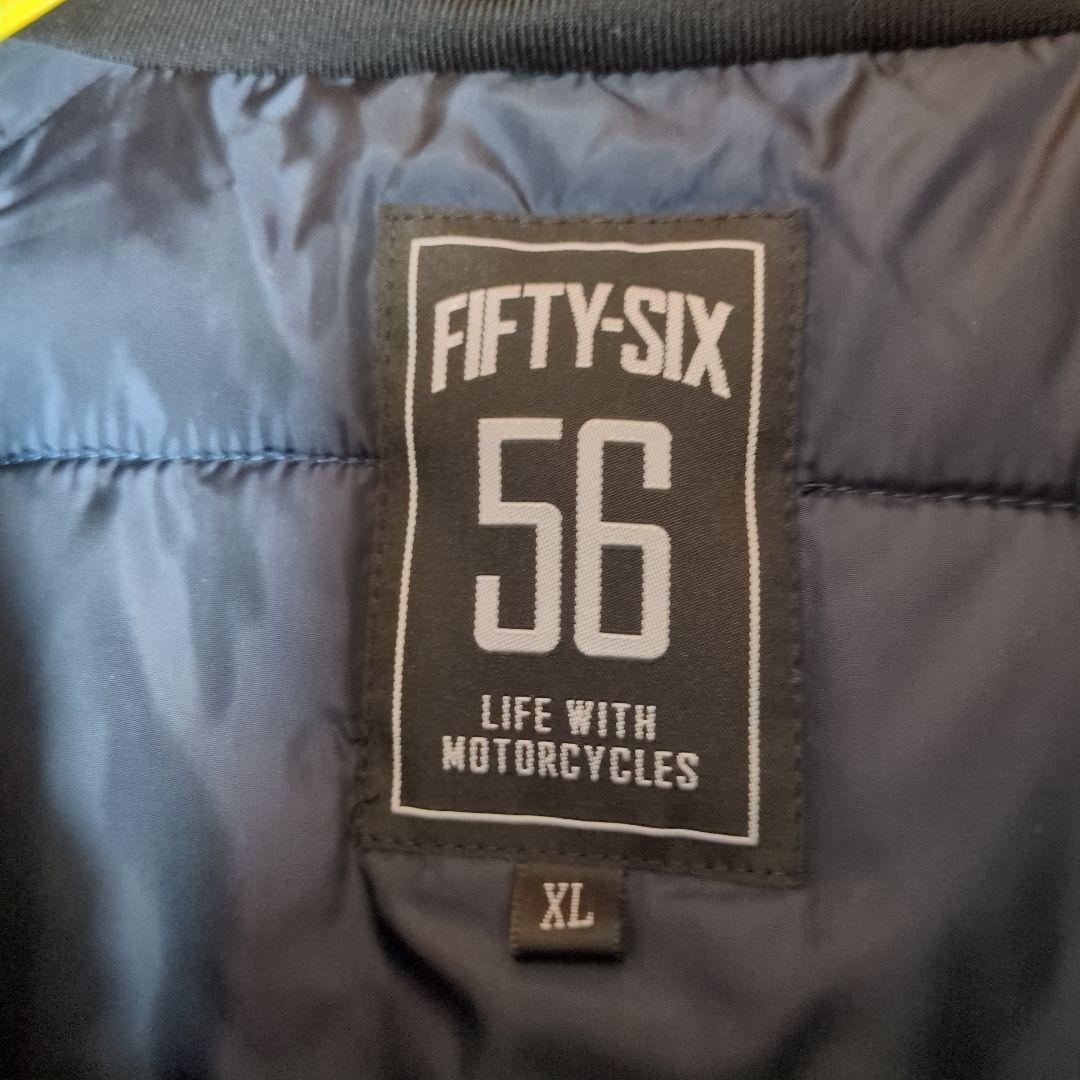 FIFTY-SIX
56
LIFE WITH
MOTORCYCLES
XL